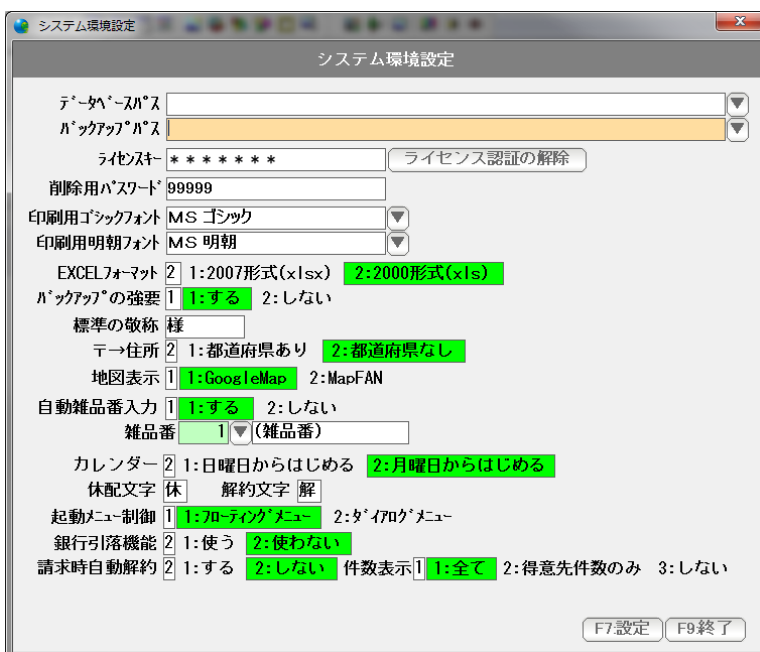 システム環境設定
システム環境設定
ﾃﾞｰﾀﾍﾞｰｽﾊﾟｽ
ﾊﾞｯｸｱｯﾌﾟﾊﾟｽ
ﾗｲｾﾝｽｷｰ ＊＊＊＊＊＊＊ ライセンス認証の解除
削除用ﾊﾟｽﾜｰﾄﾞ 99999
印刷用ｺﾞｼｯｸﾌｫﾝﾄ ＭＳ ゴシック
印刷用明朝ﾌｫﾝﾄ ＭＳ 明朝
EXCELﾌｫｰﾏｯﾄ 2 1:2007形式(xlsx) 2:2000形式(xls)
ﾊﾞｯｸｱｯﾌﾟの強要 1 1:する 2:しない
標準の敬称 様
〒→住所 2 1:都道府県あり 2:都道府県なし
地図表示 1 1:GoogleMap 2:MapFAN
自動雑品番入力 1 1:する 2:しない
雑品番 1 (雑品番)
カレンダー 2 1:日曜日からはじめる 2:月曜日からはじめる
休配文字 休 解約文字 解
起動ﾒﾆｭｰ制御 1 1:ﾌﾛｰﾃｨﾝｸﾞﾒﾆｭｰ 2:ﾀﾞｲｱﾛｸﾞﾒﾆｭｰ
銀行引落機能 2 1:使う 2:使わない
請求時自動解約 2 1:する 2:しない 件数表示 1 1:全て 2:得意先件数のみ 3:しない
F7:設定 F9:終了